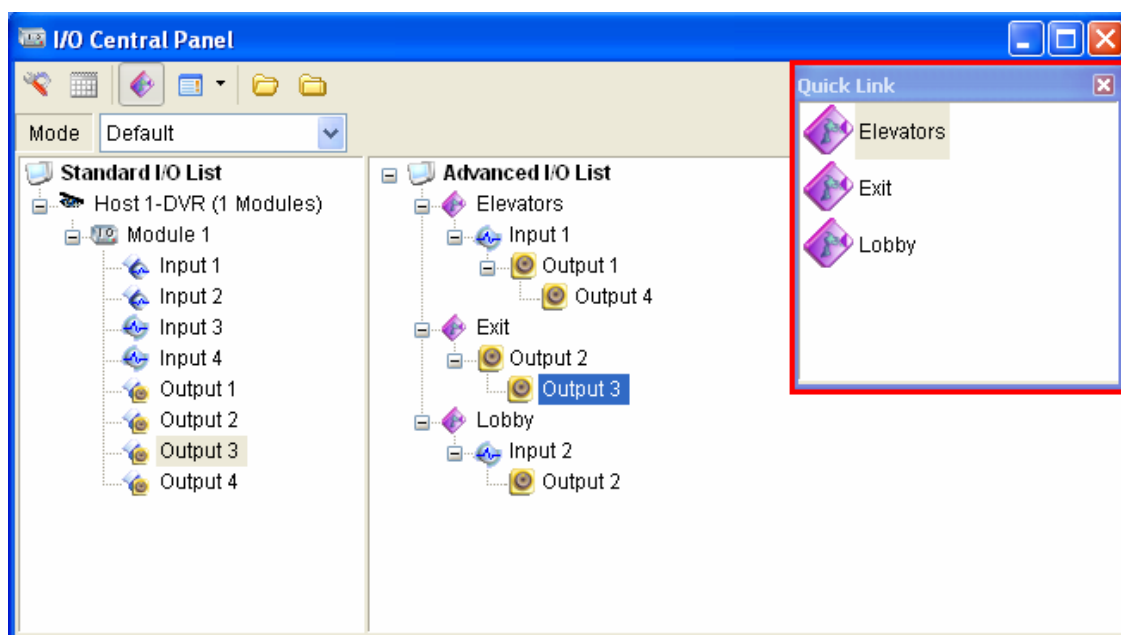 I/O Central Panel
Mode Default
Standard I/O List
Host 1-DVR (1 Modules)
Module 1
Input 1
Input 2
Input 3
Input 4
Output 1
Output 2
Output 3
Output 4
Advanced I/O List
Elevators
Input 1
Output 1
Output 4
Exit
Output 2
Output 3
Lobby
Input 2
Output 2
Quick Link
Elevators
Exit
Lobby